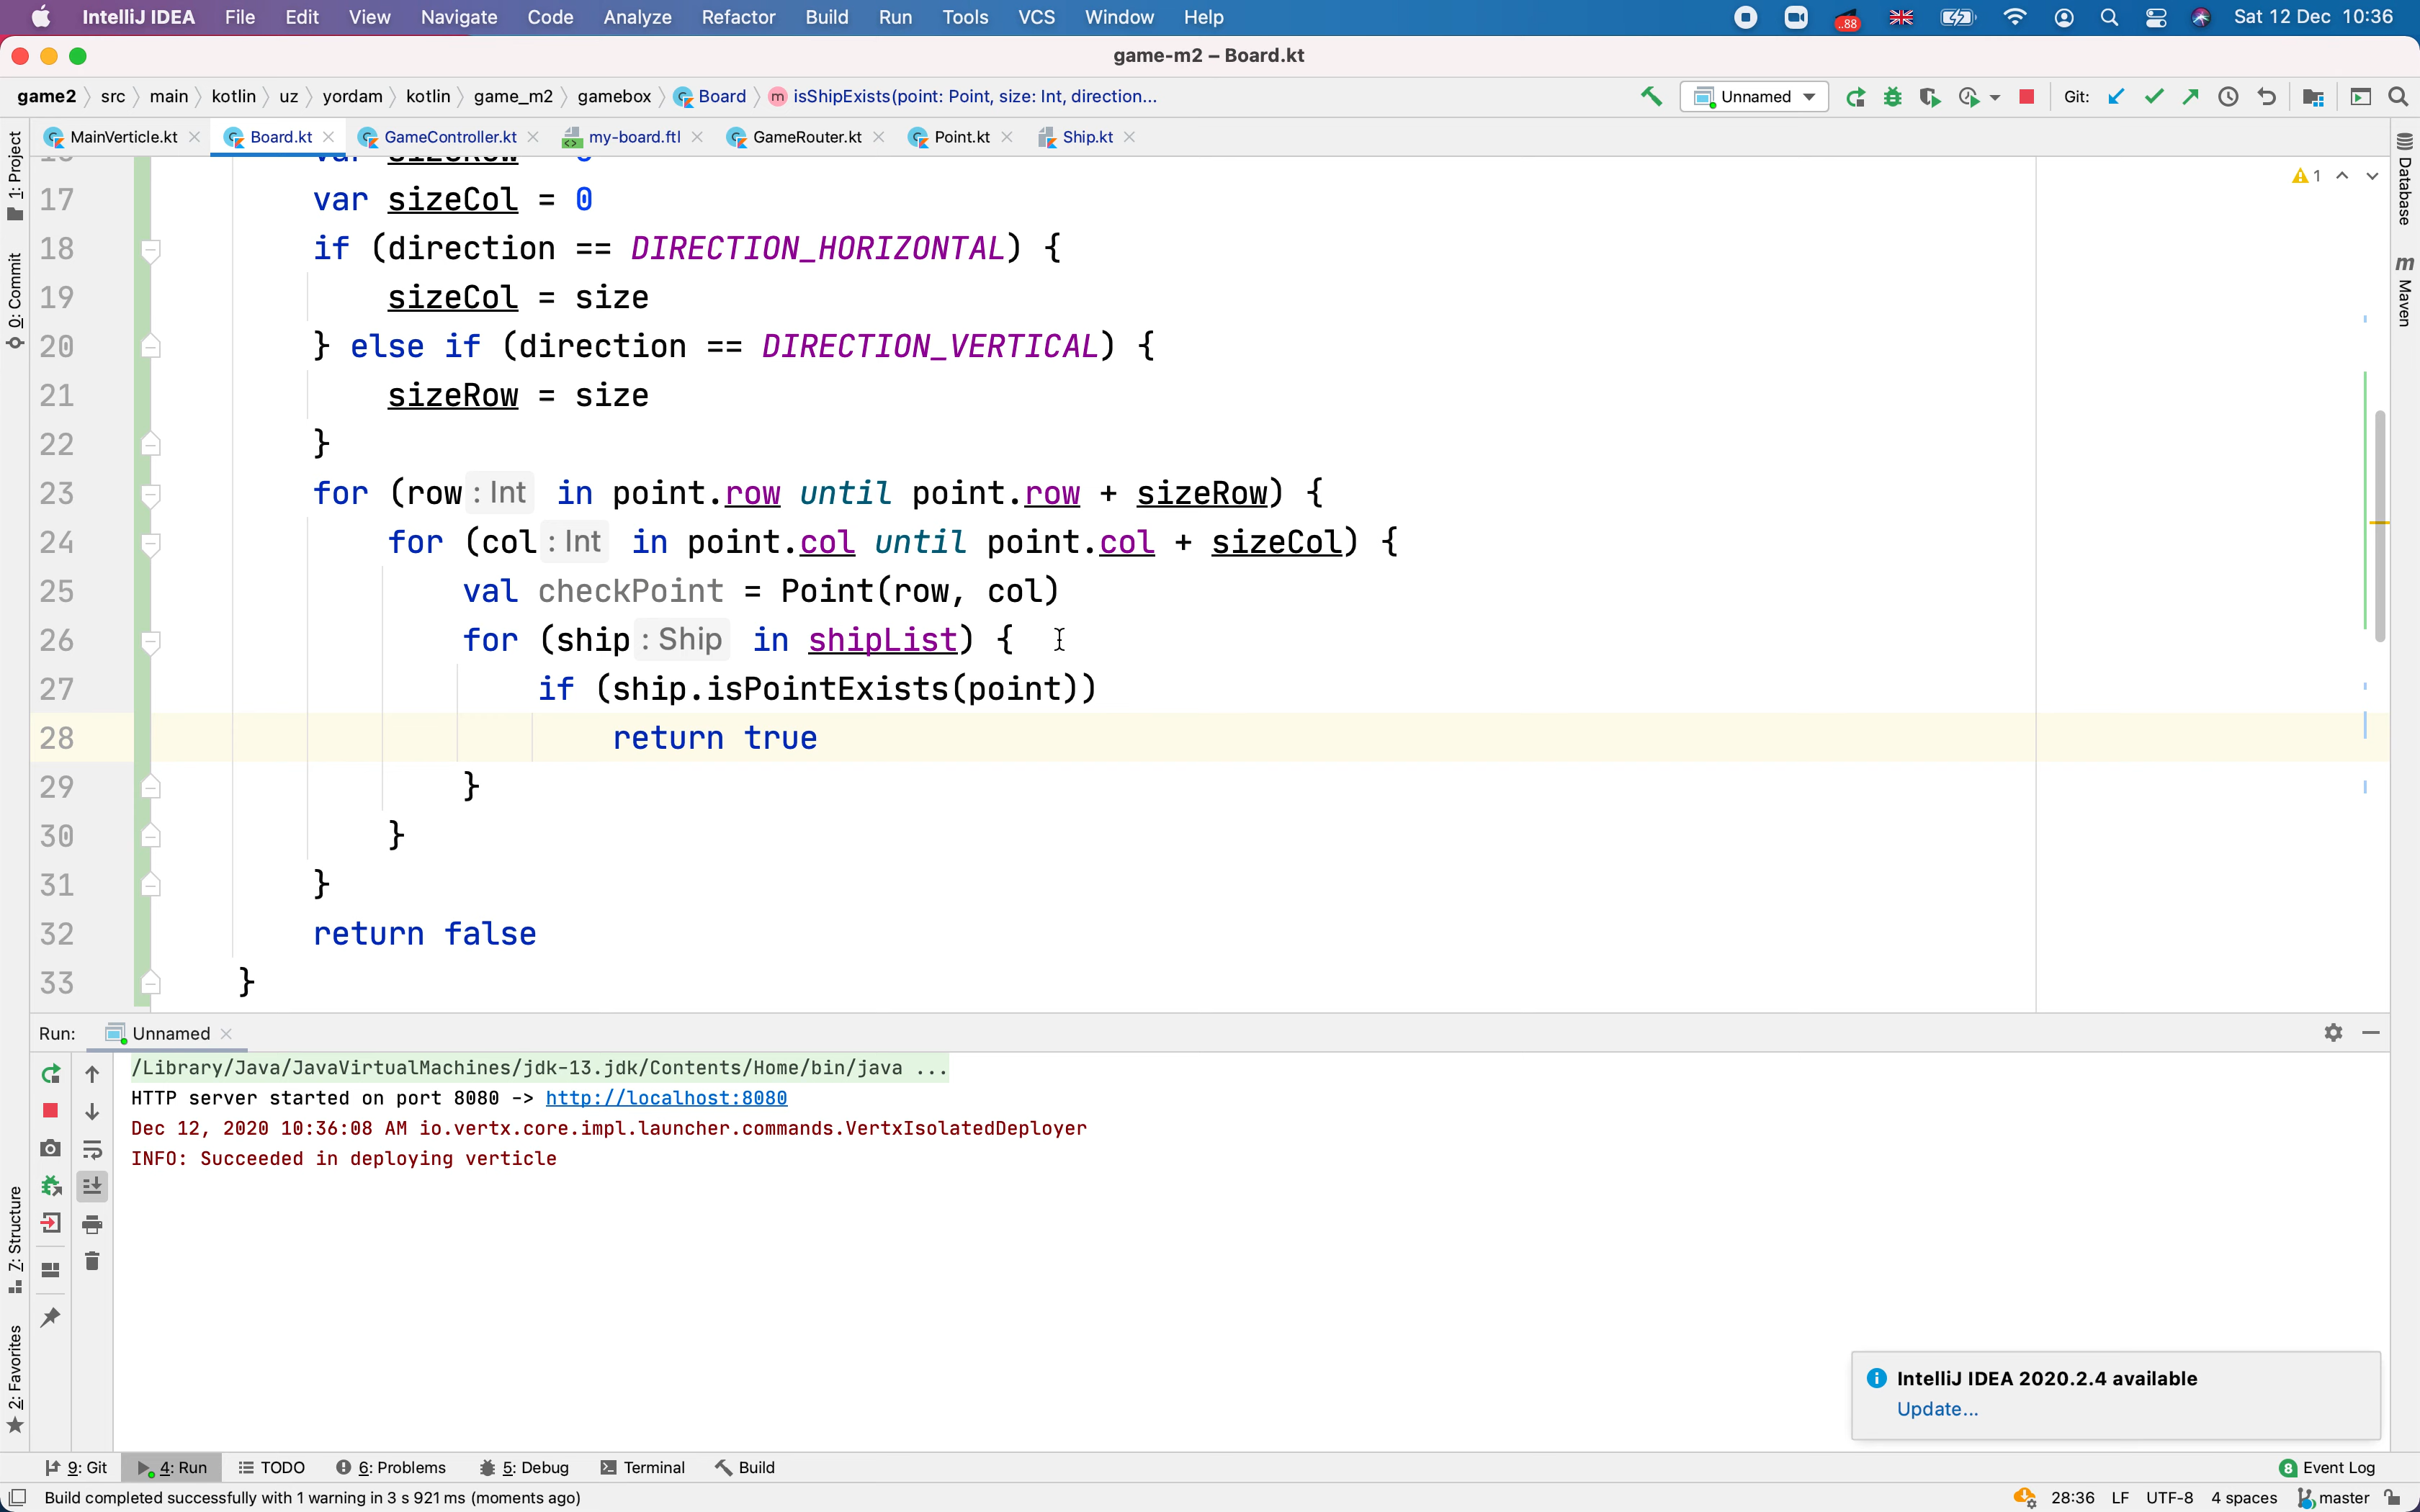 IntelliJ IDEA File Edit View Navigate Code Analyze Refactor Build Run Tools VCS Window Help ..88 Sat 12 Dec 10:36
game-m2 – Board.kt
game2 src main kotlin uz yordam kotlin game_m2 gamebox Board m isShipExists(point: Point, size: Int, direction... Unnamed Git:
MainVerticle.kt Board.kt GameController.kt my-board.ftl GameRouter.kt Point.kt Ship.kt
1: Project
0: Commit
7: Structure
2: Favorites
Database
m Maven
1
17 var sizeCol = 0
18 if (direction == DIRECTION_HORIZONTAL) {
19 sizeCol = size
20 } else if (direction == DIRECTION_VERTICAL) {
21 sizeRow = size
22 }
23 for (row : Int in point.row until point.row + sizeRow) {
24 for (col : Int in point.col until point.col + sizeCol) {
25 val checkPoint = Point(row, col)
26 for (ship : Ship in shipList) {
27 if (ship.isPointExists(point))
28 return true
29 }
30 }
31 }
32 return false
33 }
Run: Unnamed
/Library/Java/JavaVirtualMachines/jdk-13.jdk/Contents/Home/bin/java ...
HTTP server started on port 8080 -> http://localhost:8080
Dec 12, 2020 10:36:08 AM io.vertx.core.impl.launcher.commands.VertxIsolatedDeployer
INFO: Succeeded in deploying verticle
IntelliJ IDEA 2020.2.4 available
Update...
9: Git 4: Run TODO 6: Problems 5: Debug Terminal Build 8 Event Log
Build completed successfully with 1 warning in 3 s 921 ms (moments ago) 28:36 LF UTF-8 4 spaces master